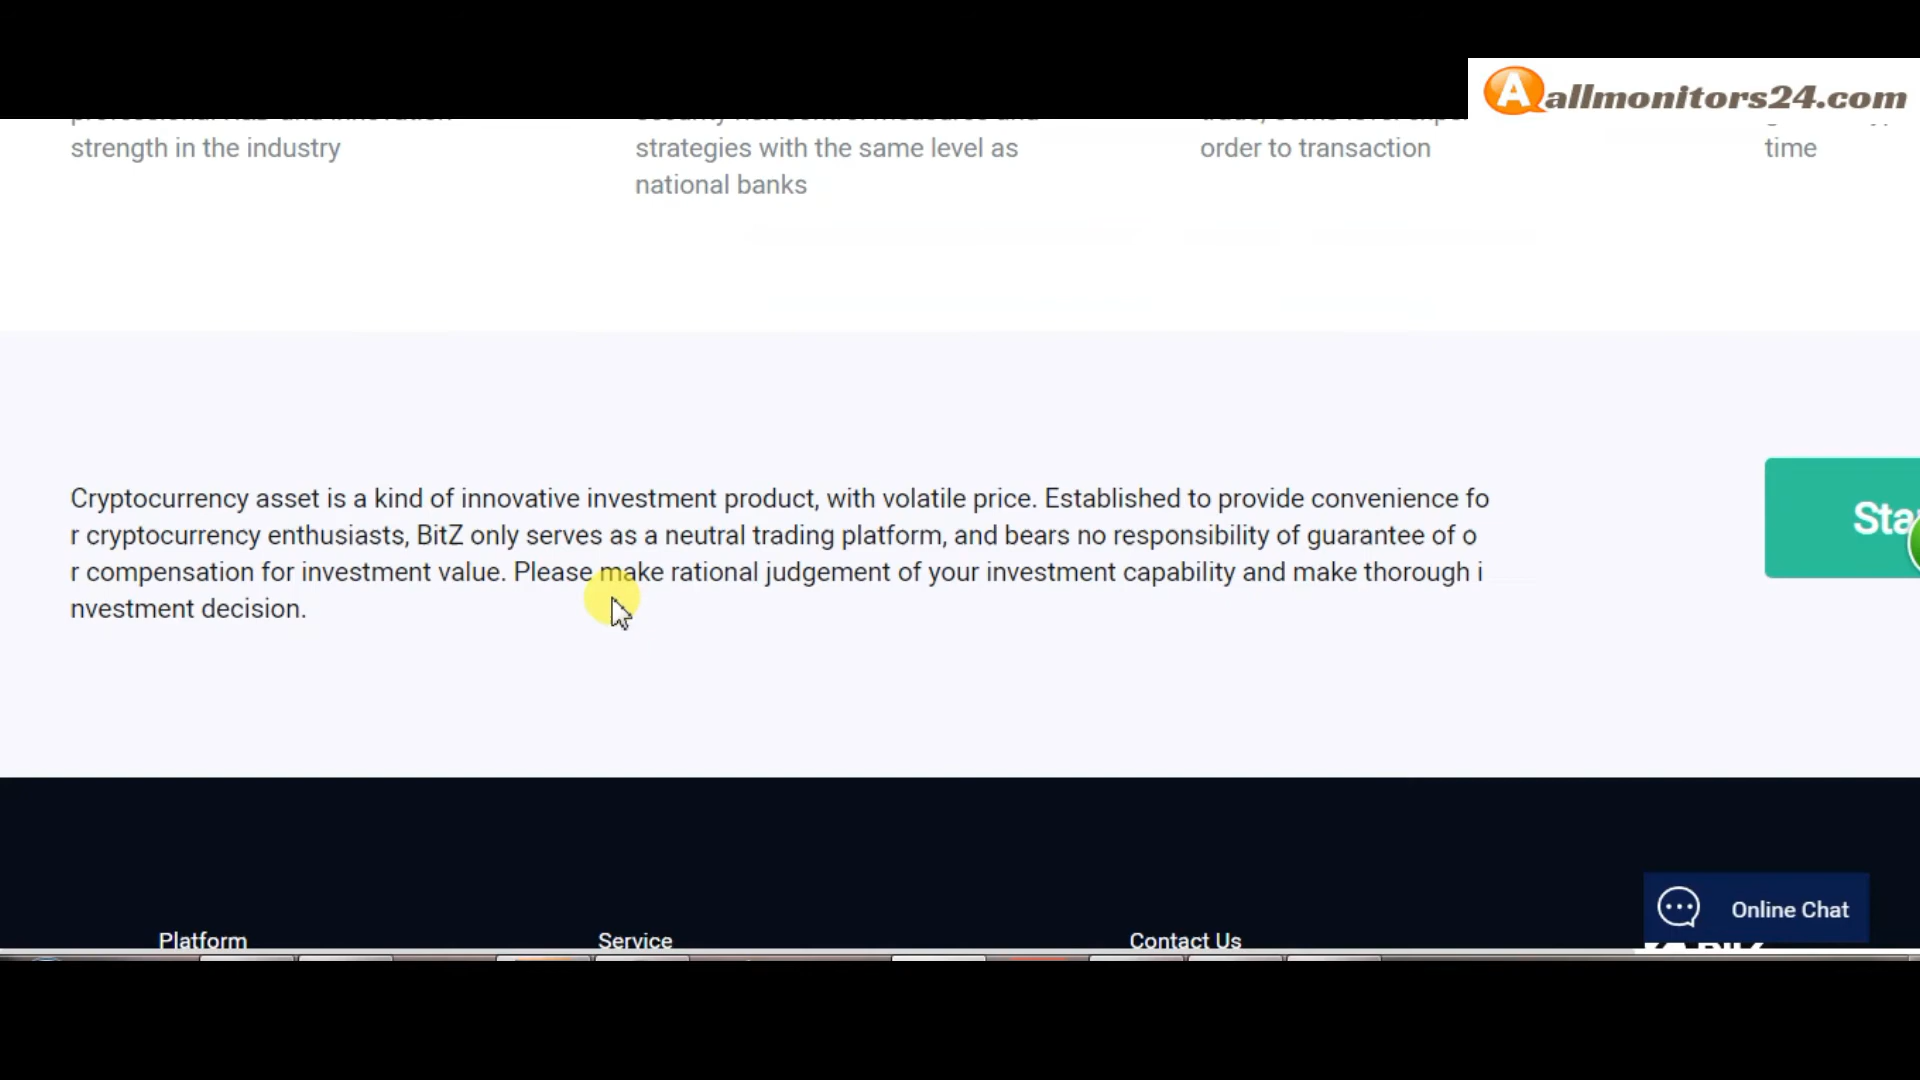 allmonitors24.com
strength in the industry
strategies with the same level as
national banks
order to transaction
time
Cryptocurrency asset is a kind of innovative investment product, with volatile price. Established to provide convenience fo
r cryptocurrency enthusiasts, BitZ only serves as a neutral trading platform, and bears no responsibility of guarantee of o
r compensation for investment value. Please make rational judgement of your investment capability and make thorough i
nvestment decision.
Online Chat
Platform
Service
Contact Us